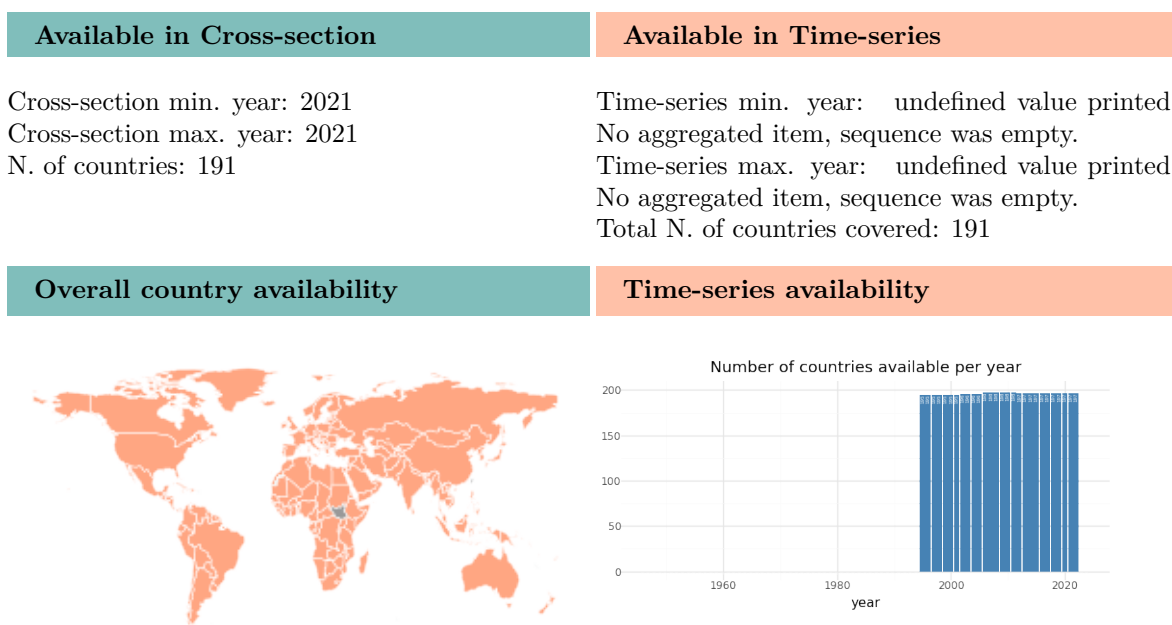 Available in Cross-section
Cross-section min. year: 2021
Cross-section max. year: 2021
N. of countries: 191
Available in Time-series
Time-series min. year: undefined value printed
No aggregated item, sequence was empty.
Time-series max. year: undefined value printed
No aggregated item, sequence was empty.
Total N. of countries covered: 191
Overall country availability
Time-series availability
Number of countries available per year
200
150
100
50
0
1960 1980 2000 2020
year